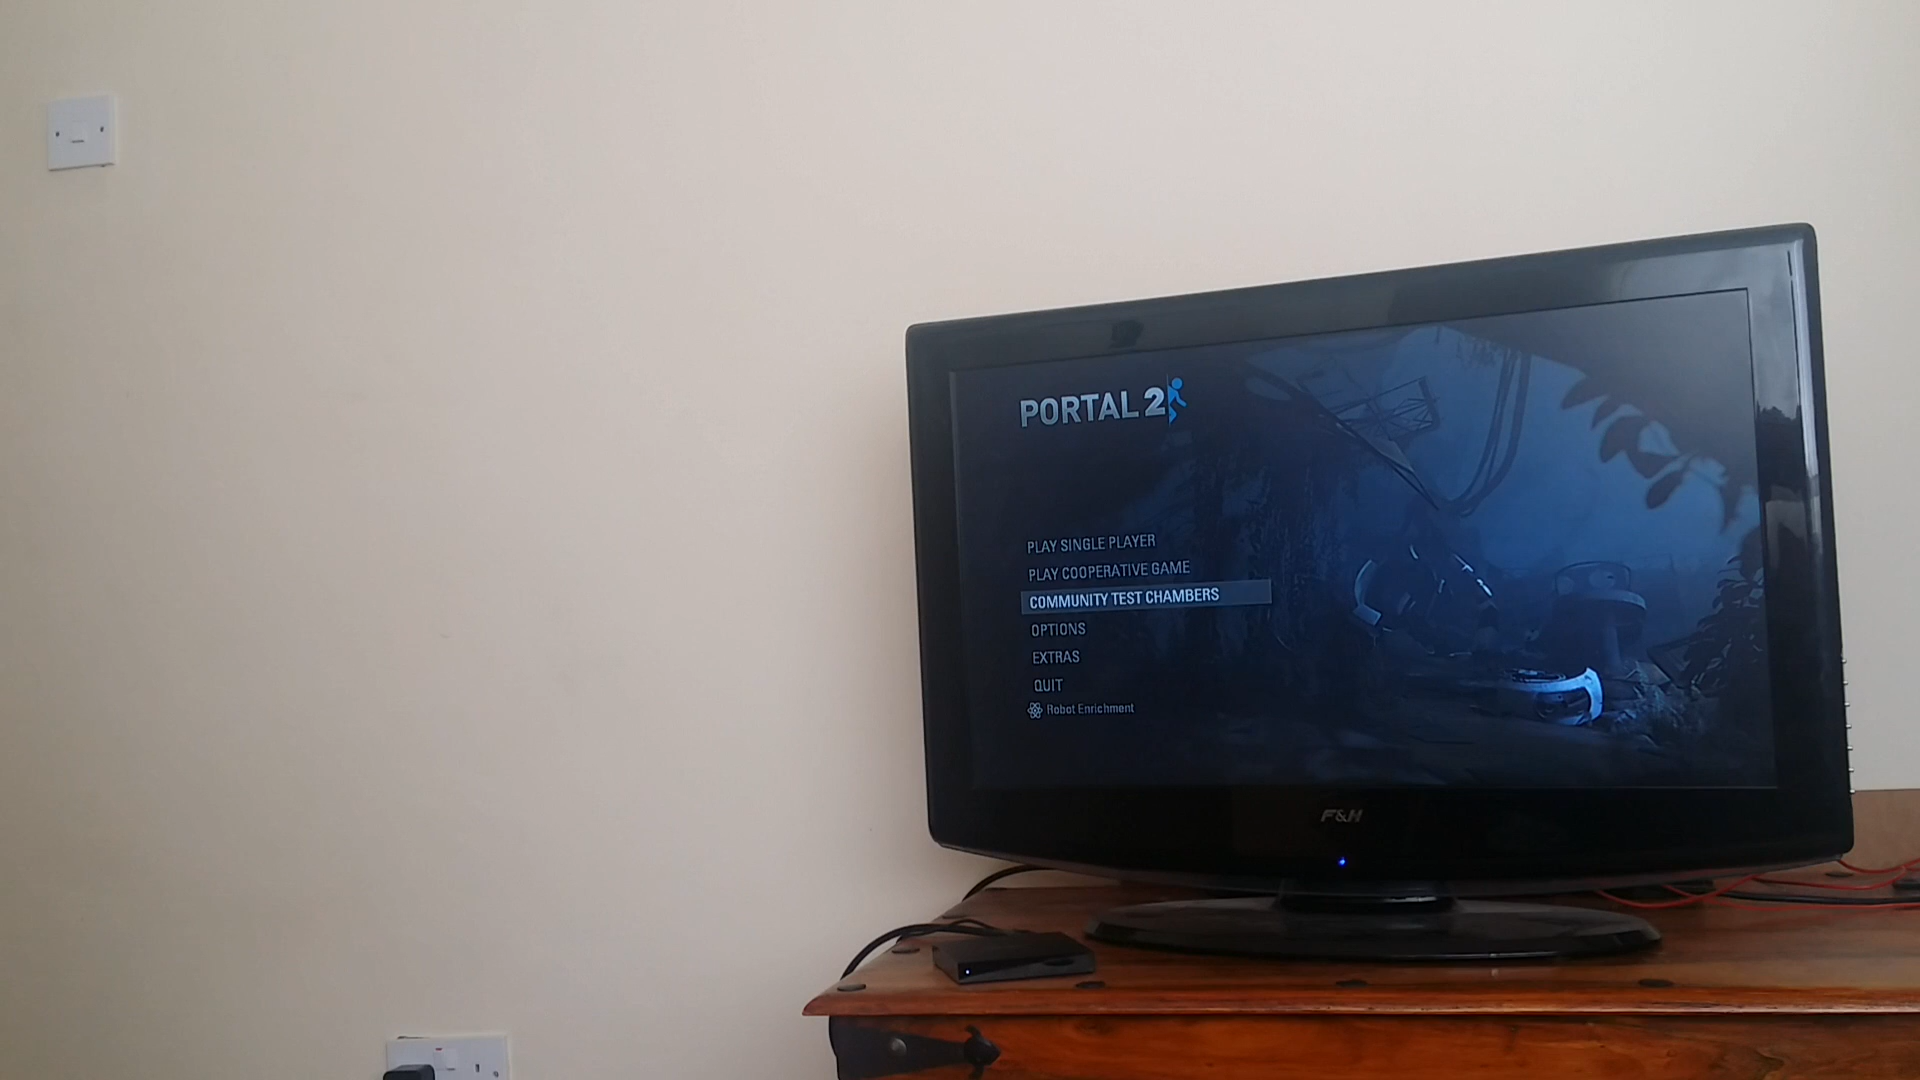 PORTAL 2
PLAY SINGLE PLAYER
PLAY COOPERATIVE GAME
COMMUNITY TEST CHAMBERS
OPTIONS
EXTRAS
QUIT
Robot Enrichment
F&H